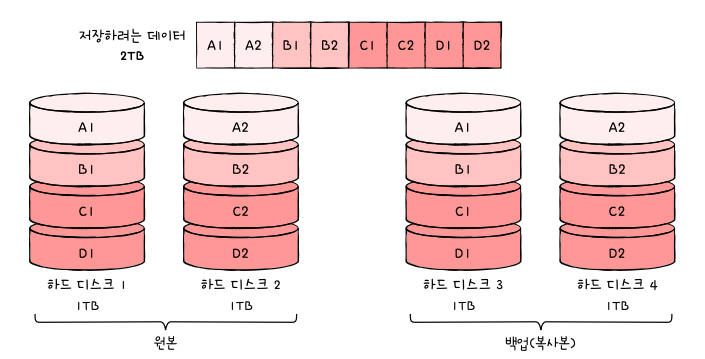 저장하려는 데이터
2TB
A1 A2 B1 B2 C1 C2 D1 D2
A1 A2 A1 A2
B1 B2 B1 B2
C1 C2 C1 C2
D1 D2 D1 D2
하드 디스크 1 하드 디스크 2 하드 디스크 3 하드 디스크 4
1TB 1TB 1TB 1TB
원본 백업(복사본)